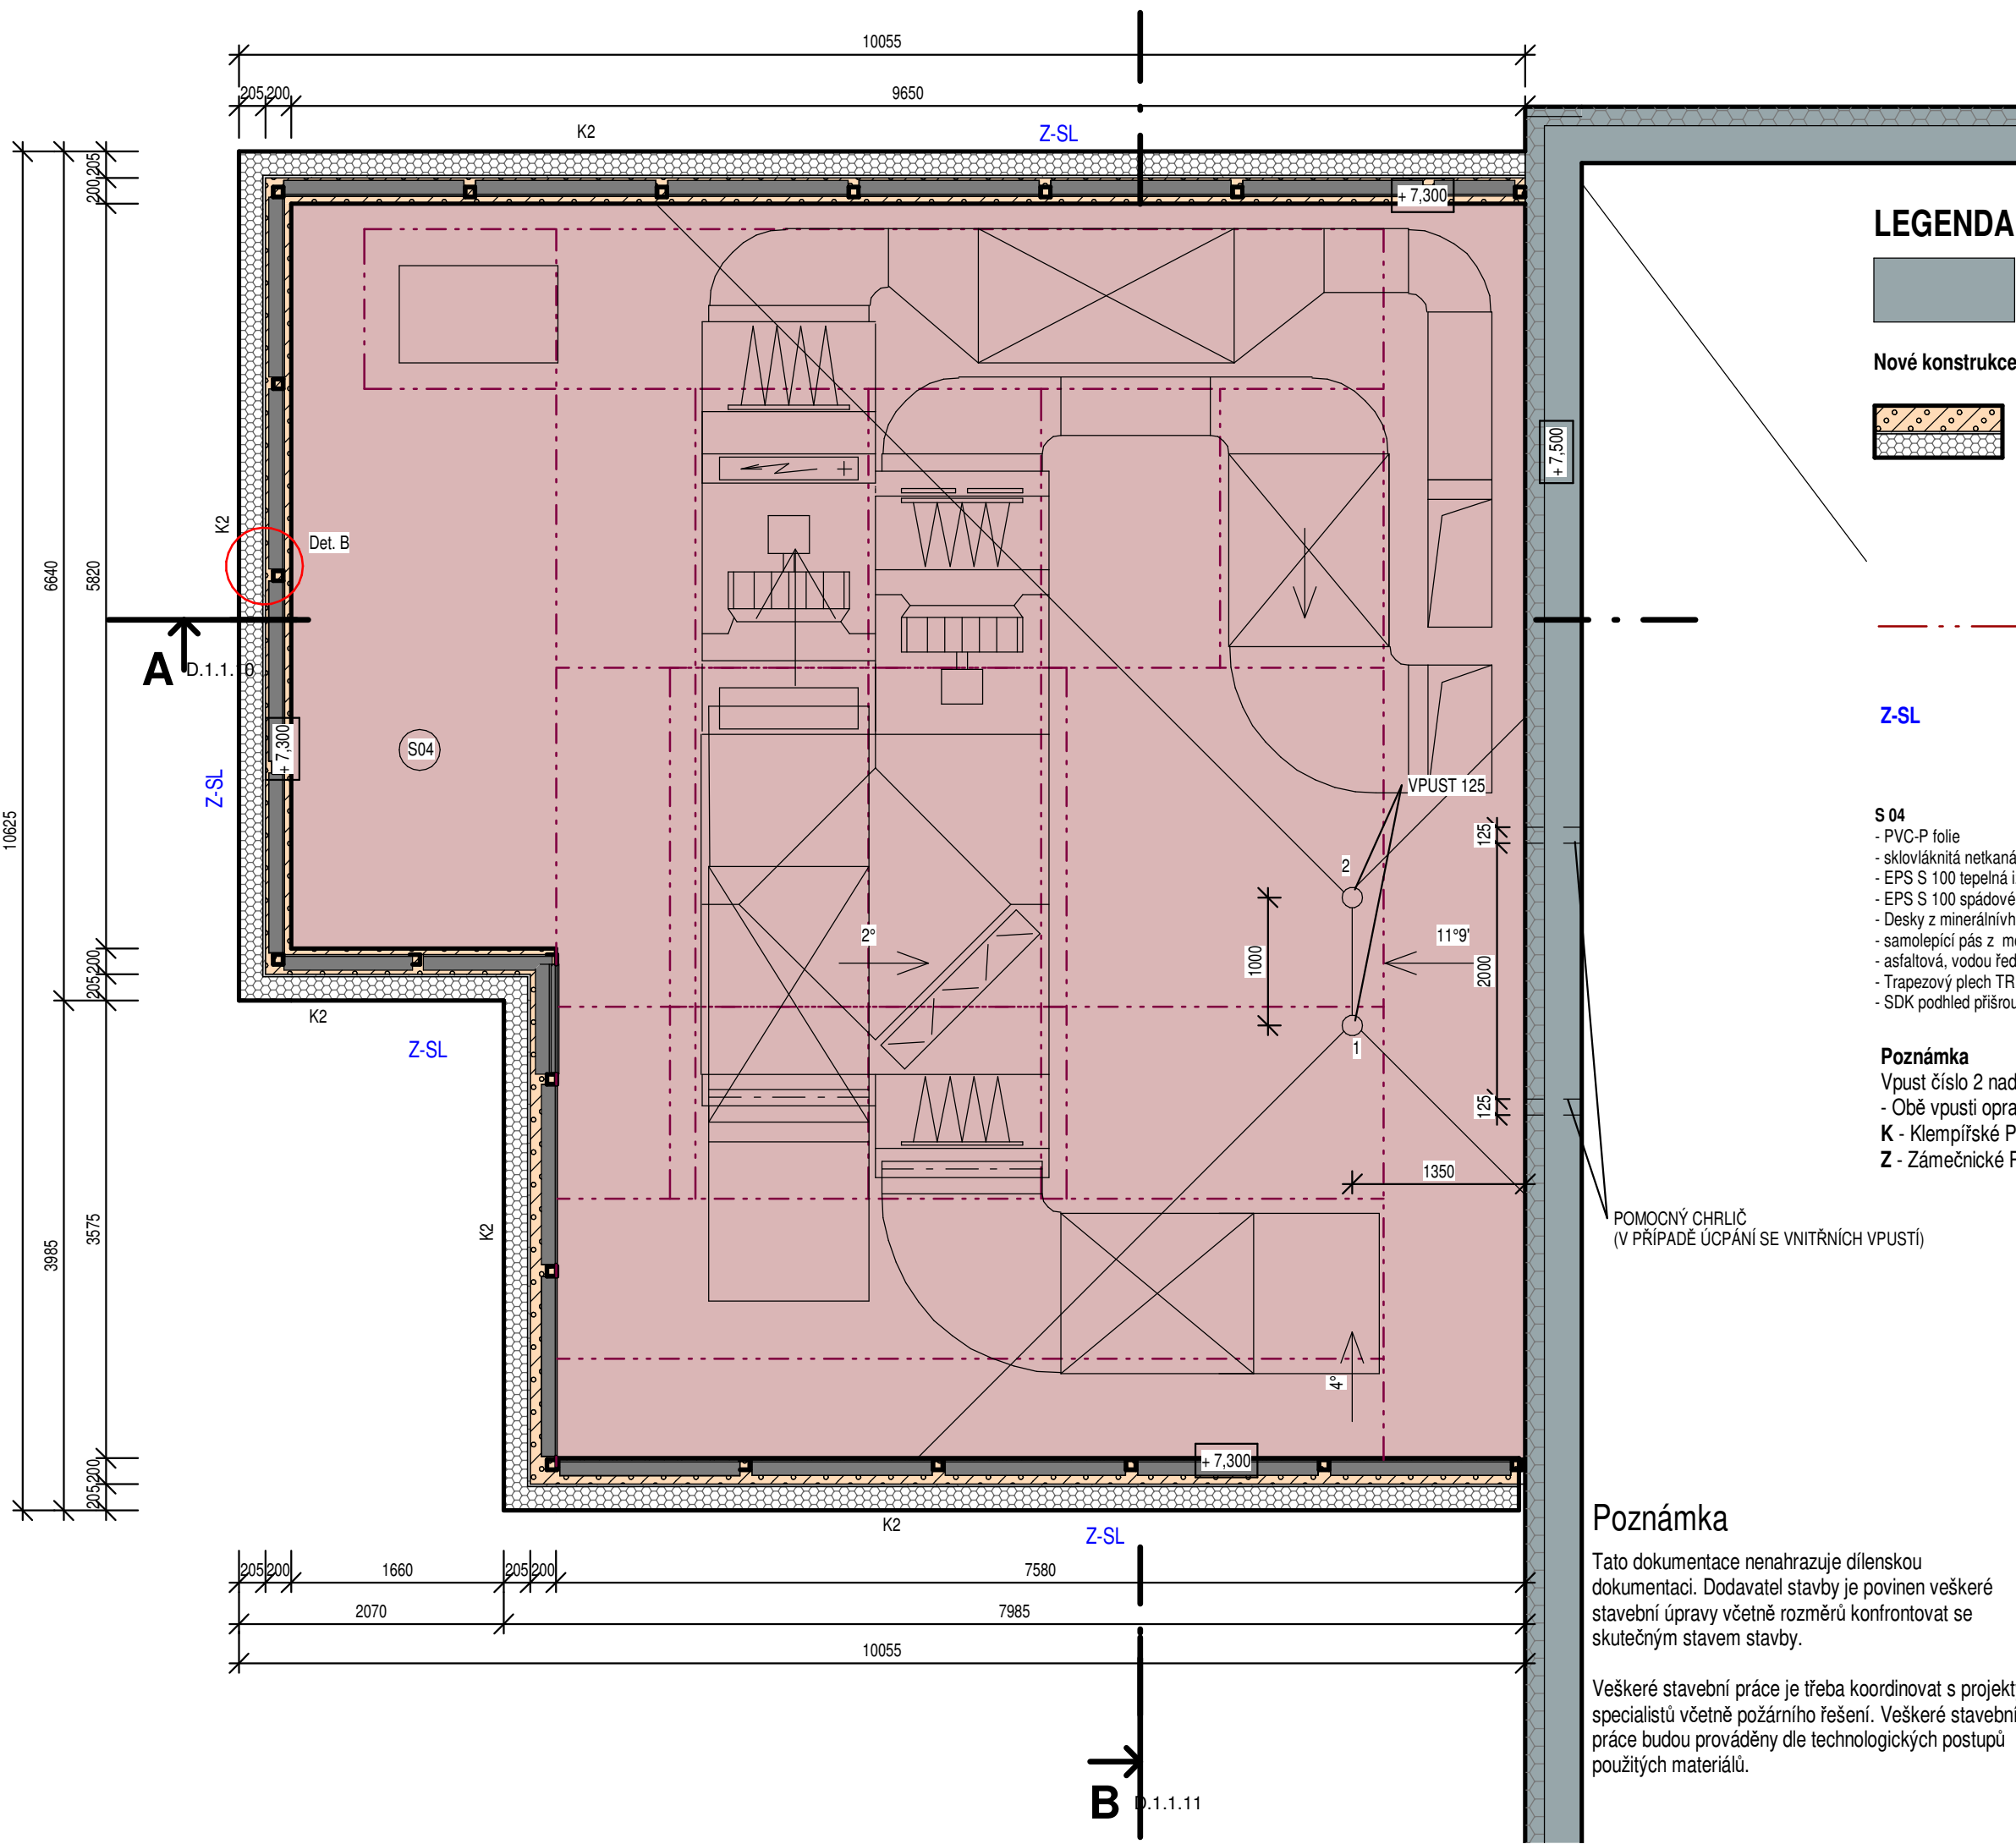 10055
205 200 9650
K2
Z-SL
+ 7,300
205
200
6640
5820
10625
K2
Det. B
A
D.1.1.10
+ 7,300
Z-SL
S04
+ 7,500
VPUST 125
125
2
2°
1000
11°9'
2000
1
125
1350
200
205
K2
Z-SL
K2
3985
3575
4°
+ 7,300
200
205
K2
Z-SL
205 200 1660 205 200 7580
2070 7985
10055
B
D.1.1.11
POMOCNÝ CHRLIČ
(V PŘÍPADĚ ÚCPÁNÍ SE VNITŘNÍCH VPUSTÍ)
LEGENDA
Nové konstrukce
Z-SL
S 04
- PVC-P folie
- sklovláknitá netkaná
- EPS S 100 tepelná
- EPS S 100 spádové
- Desky z minerálnívh
- samolepící pás z
- asfaltová, vodou
- Trapezový plech TR
- SDK podhled
Poznámka
Vpust číslo 2 nad
- Obě vpusti
K - Klempířské
Z - Zámečnické
Poznámka
Tato dokumentace nenahrazuje dílenskou
dokumentaci. Dodavatel stavby je povinen veškeré
stavební úpravy včetně rozměrů konfrontovat se
skutečným stavem stavby.
Veškeré stavební práce je třeba koordinovat s projekt
specialistů včetně požárního řešení. Veškeré stavební
práce budou prováděny dle technologických postupů
použitých materiálů.